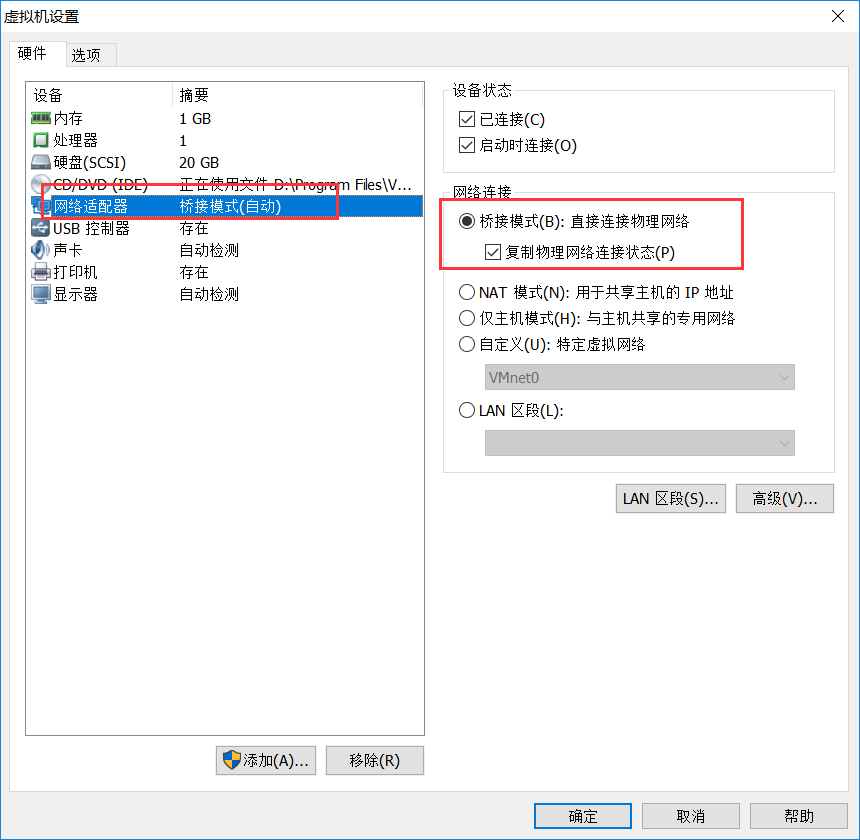 虚拟机设置
硬件 选项
设备 摘要
内存 1 GB
处理器 1
硬盘(SCSI) 20 GB
CD/DVD (IDE) 正在使用文件 D:\Program Files\V...
网络适配器 桥接模式(自动)
USB 控制器 存在
声卡 自动检测
打印机 存在
显示器 自动检测
添加(A)... 移除(R)
设备状态
已连接(C)
启动时连接(O)
网络连接
桥接模式(B): 直接连接物理网络
复制物理网络连接状态(P)
NAT 模式(N): 用于共享主机的 IP 地址
仅主机模式(H): 与主机共享的专用网络
自定义(U): 特定虚拟网络
VMnet0
LAN 区段(L):
LAN 区段(S)... 高级(V)...
确定 取消 帮助